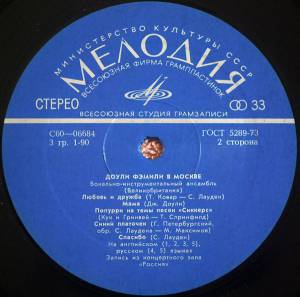 МИНИСТЕРСТВО КУЛЬТУРЫ СССР
МЕЛОДИЯ
ВСЕСОЮЗНАЯ ФИРМА ГРАМПЛАСТИНОК
СТЕРЕО
33
ВСЕСОЮЗНАЯ СТУДИЯ ГРАМЗАПИСИ
С60—06684
ГОСТ 5289-73
3 гр. 1-90
2 сторона
ДОУЛИ ФЭМИЛИ В МОСКВЕ
Вокально-инструментальный ансамбль
(Великобритания)
Любовь и дружба (Т. Ковар — С. Лауден)
Мама (Дж. Доули)
Попурри на темы песен «Сикерс»
(Кук и Гринвей — Т. Спрингфилд)
Синий платочек (Г. Петербургский,
обр. С. Лаудена — М. Максимов)
Спасибо (С. Лауден)
На английском (1, 2, 3, 5),
русском (4, 5) языках
Запись из концертного зала
«Россия»